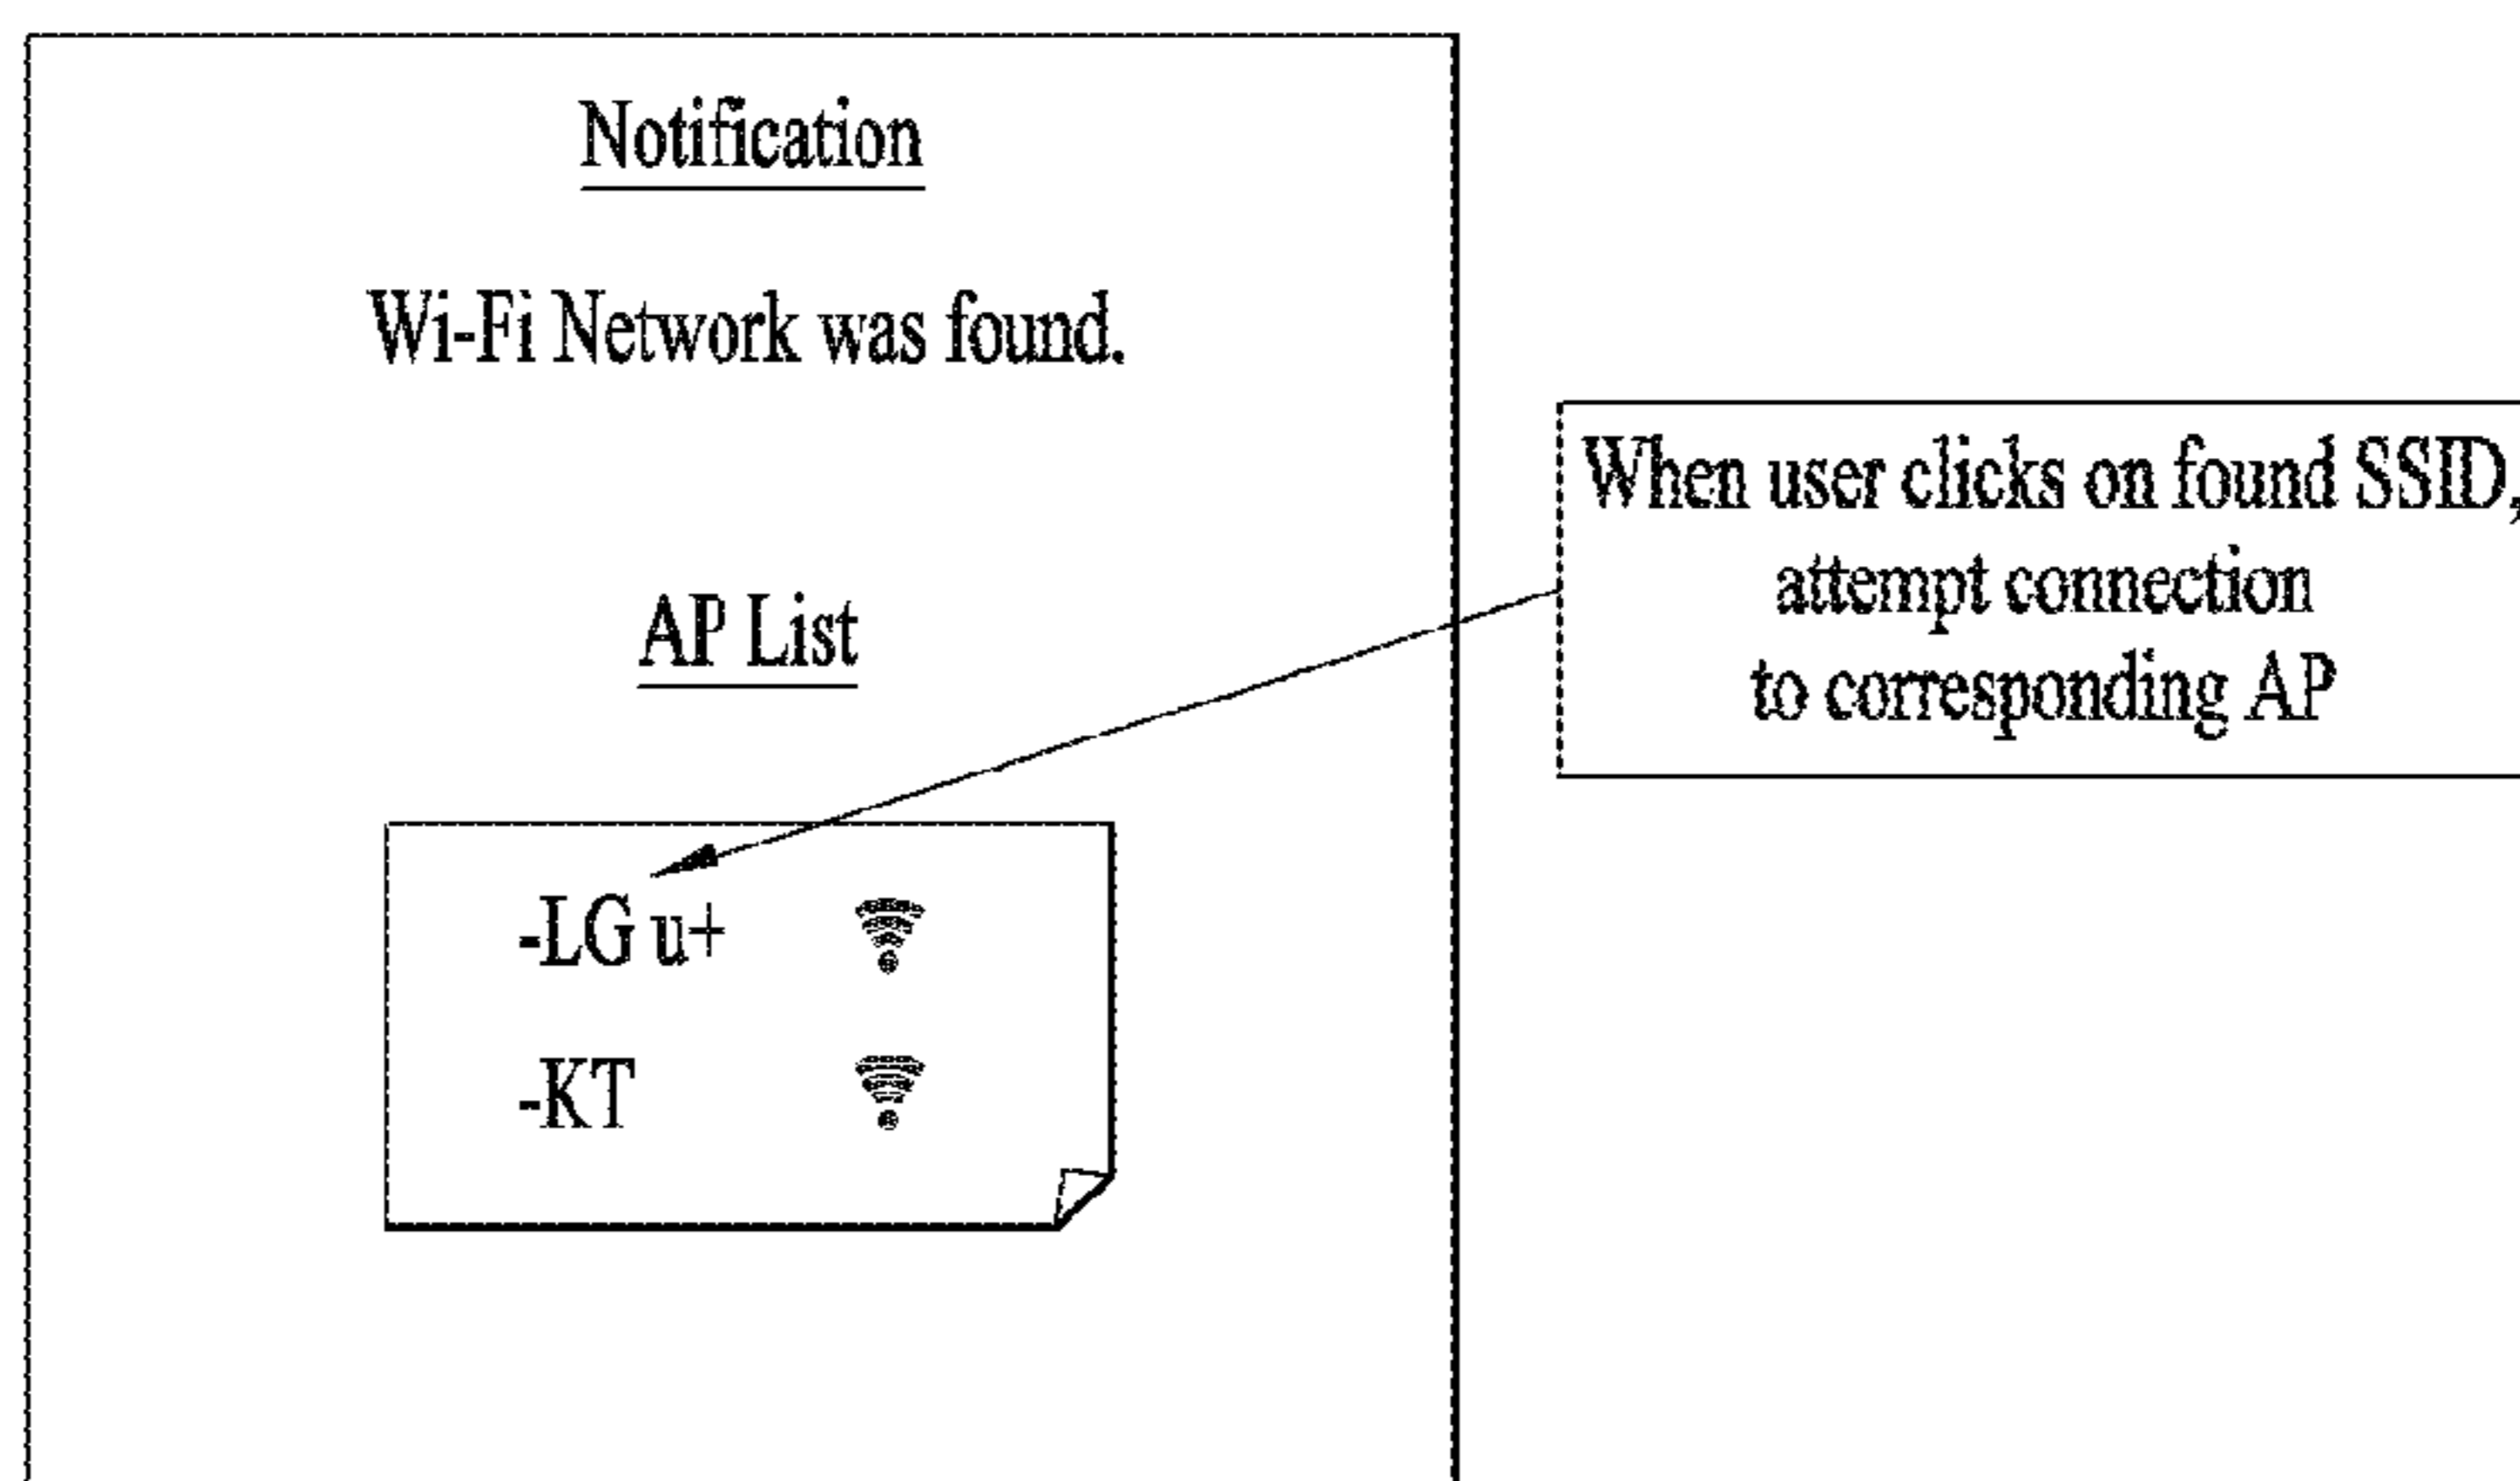 Notification
Wi-Fi Network was found.
AP List
-LG u+
-KT
When user clicks on found SSID,
attempt connection
to corresponding AP